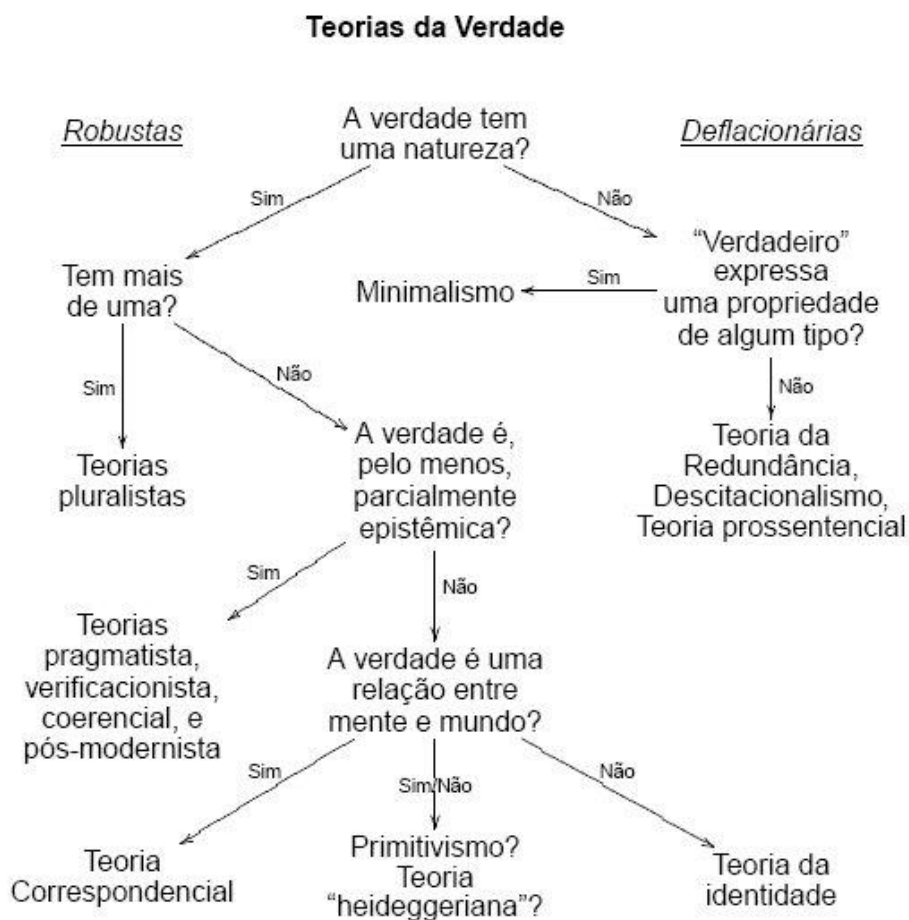 Teorias da Verdade
Robustas
A verdade tem
uma natureza?
Deflacionárias
Sim
Não
Tem mais
de uma?
Minimalismo
Sim
“Verdadeiro”
expressa
uma propriedade
de algum tipo?
Sim
Não
Não
Teorias
pluralistas
A verdade é,
pelo menos,
parcialmente
epistêmica?
Teoria da
Redundância,
Descitacionalismo,
Teoria prossentencial
Sim
Não
Teorias
pragmatista,
verificacionista,
coerencial, e
pós-modernista
A verdade é uma
relação entre
mente e mundo?
Sim
Sim/Não
Não
Teoria
Correspondencial
Primitivismo?
Teoria
“heideggeriana”?
Teoria da
identidade